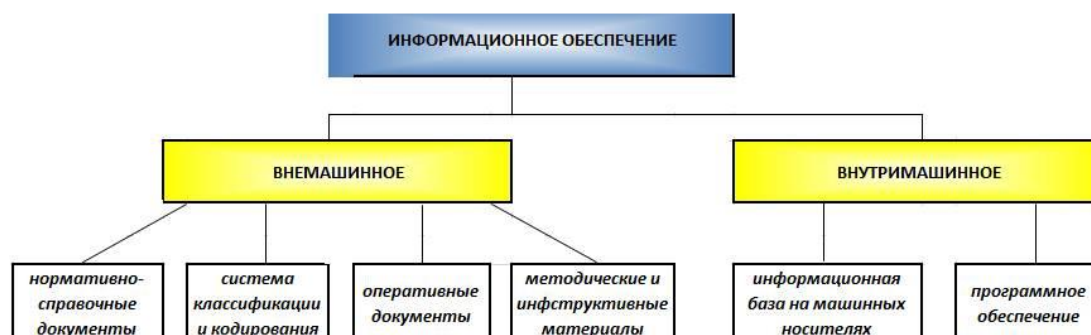 ИНФОРМАЦИОННОЕ ОБЕСПЕЧЕНИЕ
ВНЕМАШИННОЕ
ВНУТРИМАШИННОЕ
нормативно-
справочные
документы
система
классификации
и кодирования
оперативные
документы
методические и
инфструктивные
материалы
информационная
база на машинных
носителях
программное
обеспечение